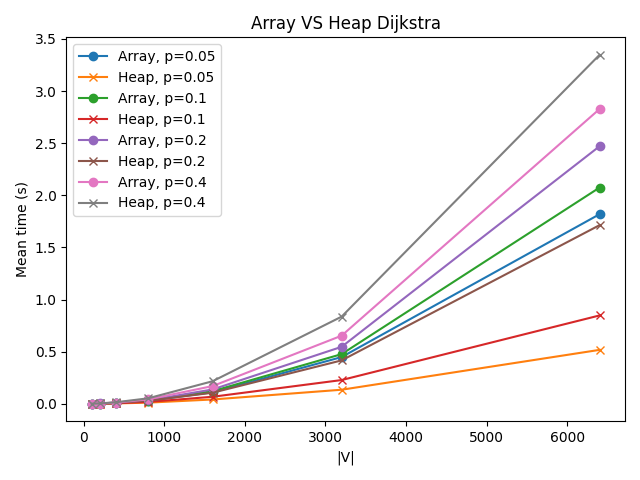 Array VS Heap Dijkstra
Array, p=0.05
Heap, p=0.05
Array, p=0.1
Heap, p=0.1
Array, p=0.2
Heap, p=0.2
Array, p=0.4
Heap, p=0.4
Mean time (s)
3.5
3.0
2.5
2.0
1.5
1.0
0.5
0.0
0 1000 2000 3000 4000 5000 6000
|V|